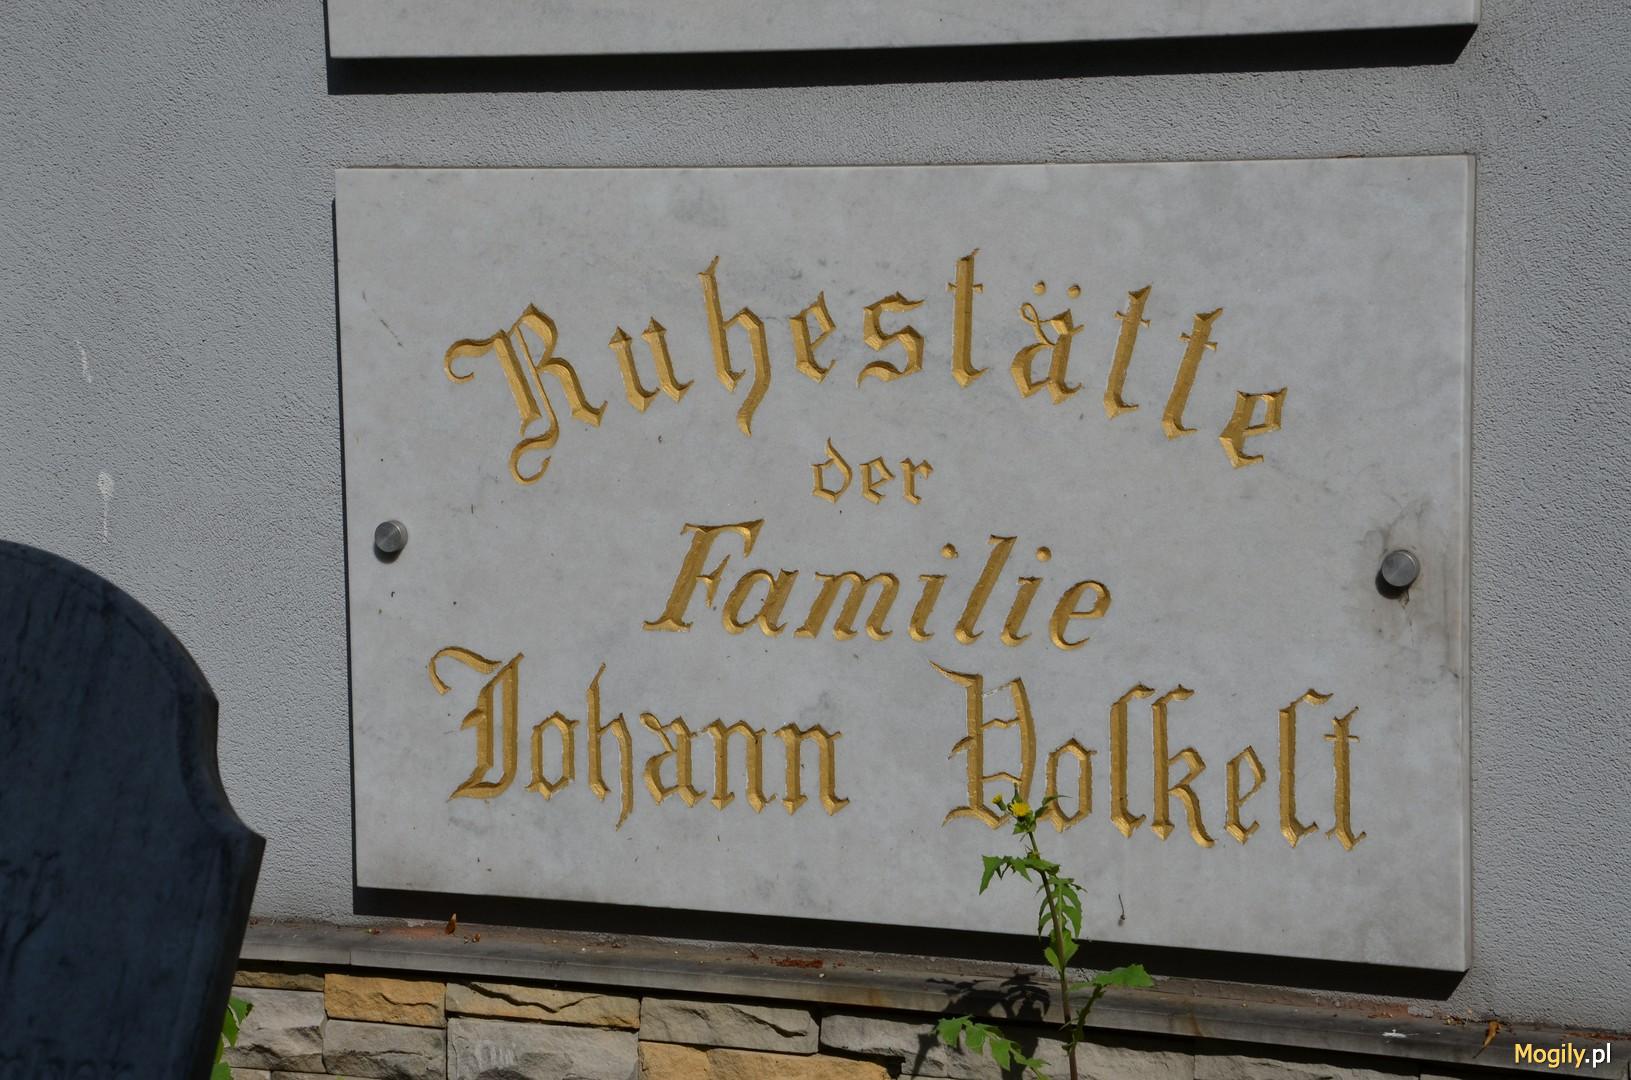 Ruhestätte
der
Familie
Johann Volkelt
Mogily.pl